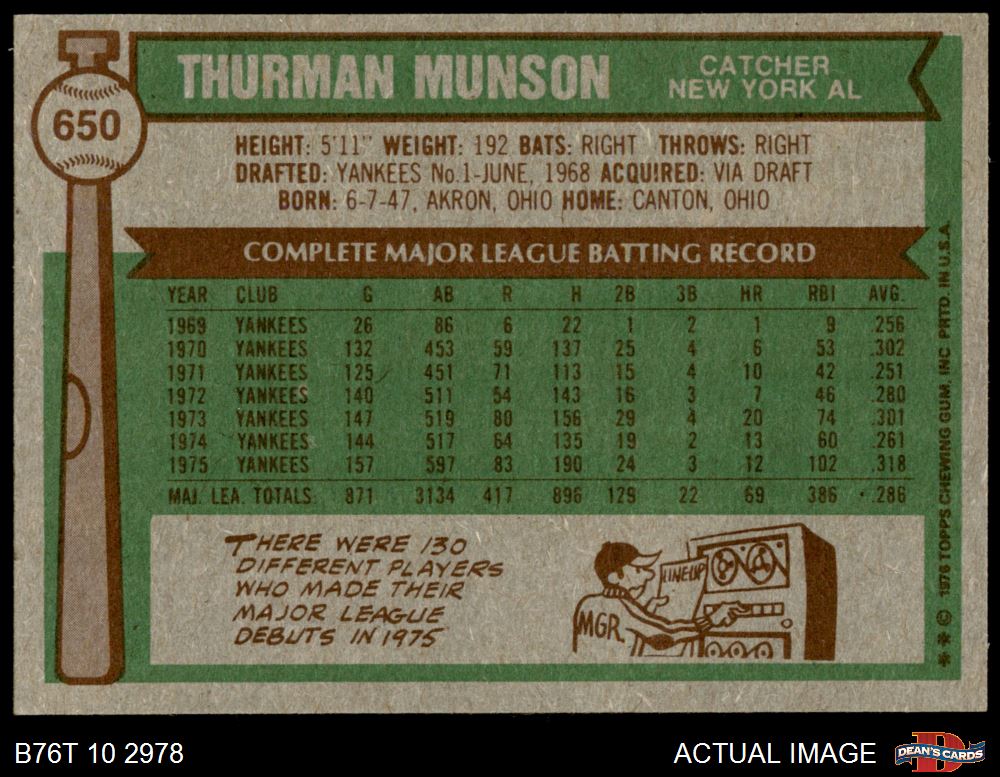 650
THURMAN MUNSON
CATCHER
NEW YORK AL
HEIGHT: 5'11" WEIGHT: 192 BATS: RIGHT THROWS: RIGHT
DRAFTED: YANKEES No.1-JUNE, 1968 ACQUIRED: VIA DRAFT
BORN: 6-7-47, AKRON, OHIO HOME: CANTON, OHIO
COMPLETE MAJOR LEAGUE BATTING RECORD
YEAR CLUB G AB R H 2B 3B HR RBI AVG.
1969 YANKEES 26 86 6 22 1 2 1 9 .256
1970 YANKEES 132 453 59 137 25 4 6 53 .302
1971 YANKEES 125 451 71 113 15 4 10 42 .251
1972 YANKEES 140 511 54 143 16 3 7 46 .280
1973 YANKEES 147 519 80 156 29 4 20 74 .301
1974 YANKEES 144 517 64 135 19 2 13 60 .261
1975 YANKEES 157 597 83 190 24 3 12 102 .318
MAJ. LEA. TOTALS 871 3134 417 896 129 22 69 386 .286
THERE WERE 130
DIFFERENT PLAYERS
WHO MADE THEIR
MAJOR LEAGUE
DEBUTS IN 1975
LINEUP
MGR.
* * © 1976 TOPPS CHEWING GUM, INC. PRTD. IN U.S.A.
B76T 10 2978
ACTUAL IMAGE
D
DEAN'S CARDS